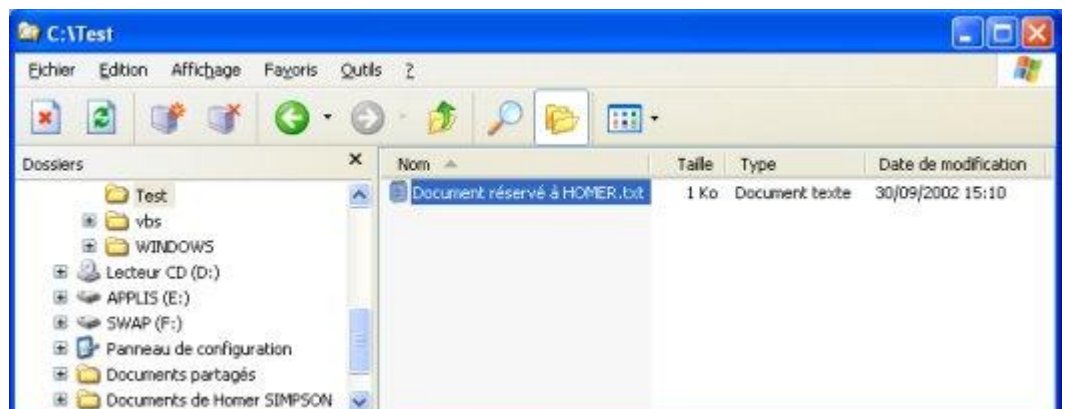 C:\Test
Fichier Edition Affichage Favoris Outils ?
Dossiers
Nom Taille Type Date de modification
Test
Document réservé à HOMER.txt 1 Ko Document texte 30/09/2002 15:10
vbs
WINDOWS
Lecteur CD (D:)
APPLIS (E:)
SWAP (F:)
Panneau de configuration
Documents partagés
Documents de Homer SIMPSON